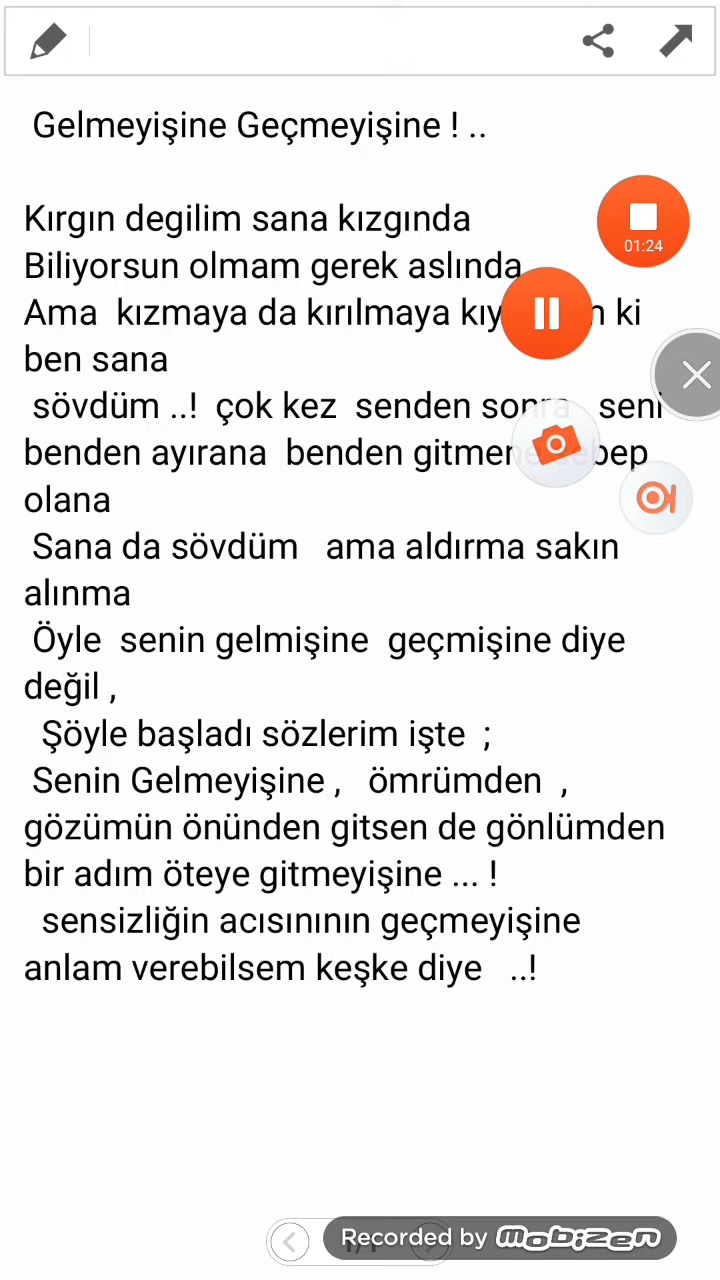 Gelmeyişine Geçmeyişine ! ..
Kırgın degilim sana kızgında
Biliyorsun olmam gerek aslında
01:24
Ama kızmaya da kırılmaya ki
ben sana
sövdüm ..! çok kez senden sonra seni
benden ayırana benden gitmene sebep
olana
Sana da sövdüm ama aldırma sakın
alınma
Öyle senin gelmişine geçmişine diye
değil ,
Şöyle başladı sözlerim işte ;
Senin Gelmeyişine , ömrümden ,
gözümün önünden gitsen de gönlümden
bir adım öteye gitmeyişine ... !
sensizliğin acısınının geçmeyişine
anlam verebilsem keşke diye ..!
Recorded by mobizen